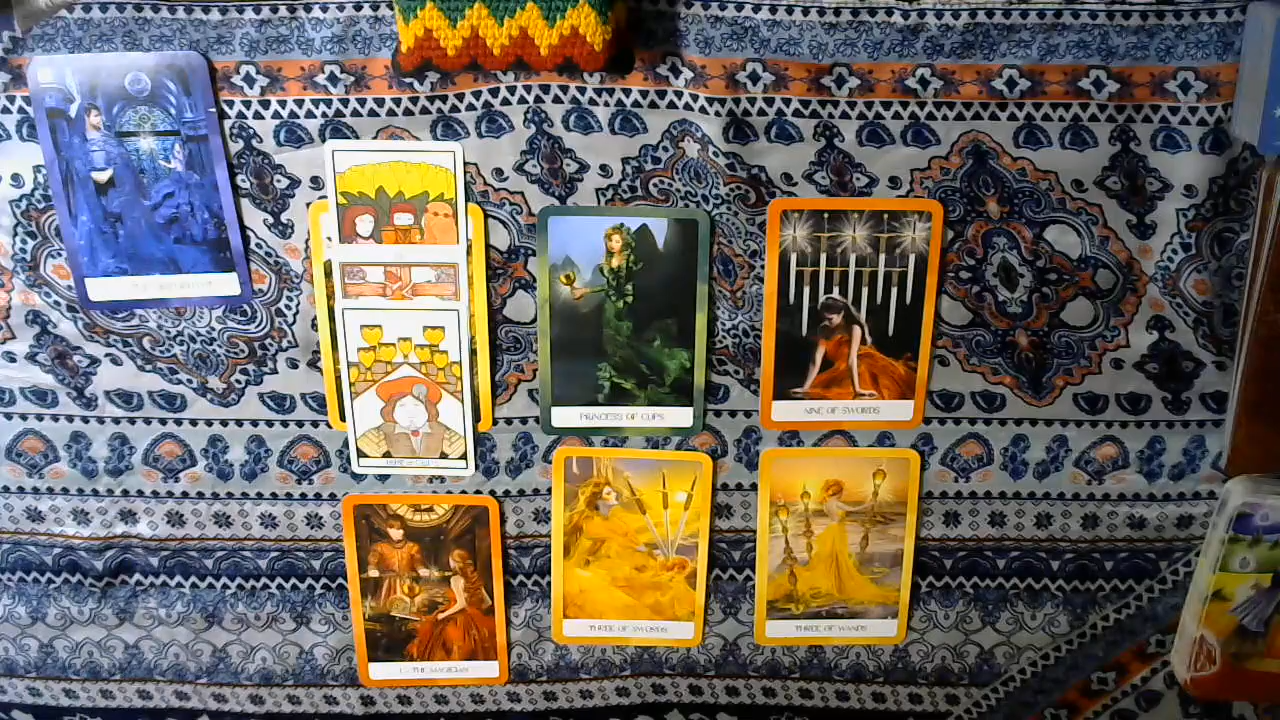 PRINCESS OF CUPS
NINE OF SWORDS
I - THE MAGICIAN
THREE OF SWORDS
THREE OF WANDS